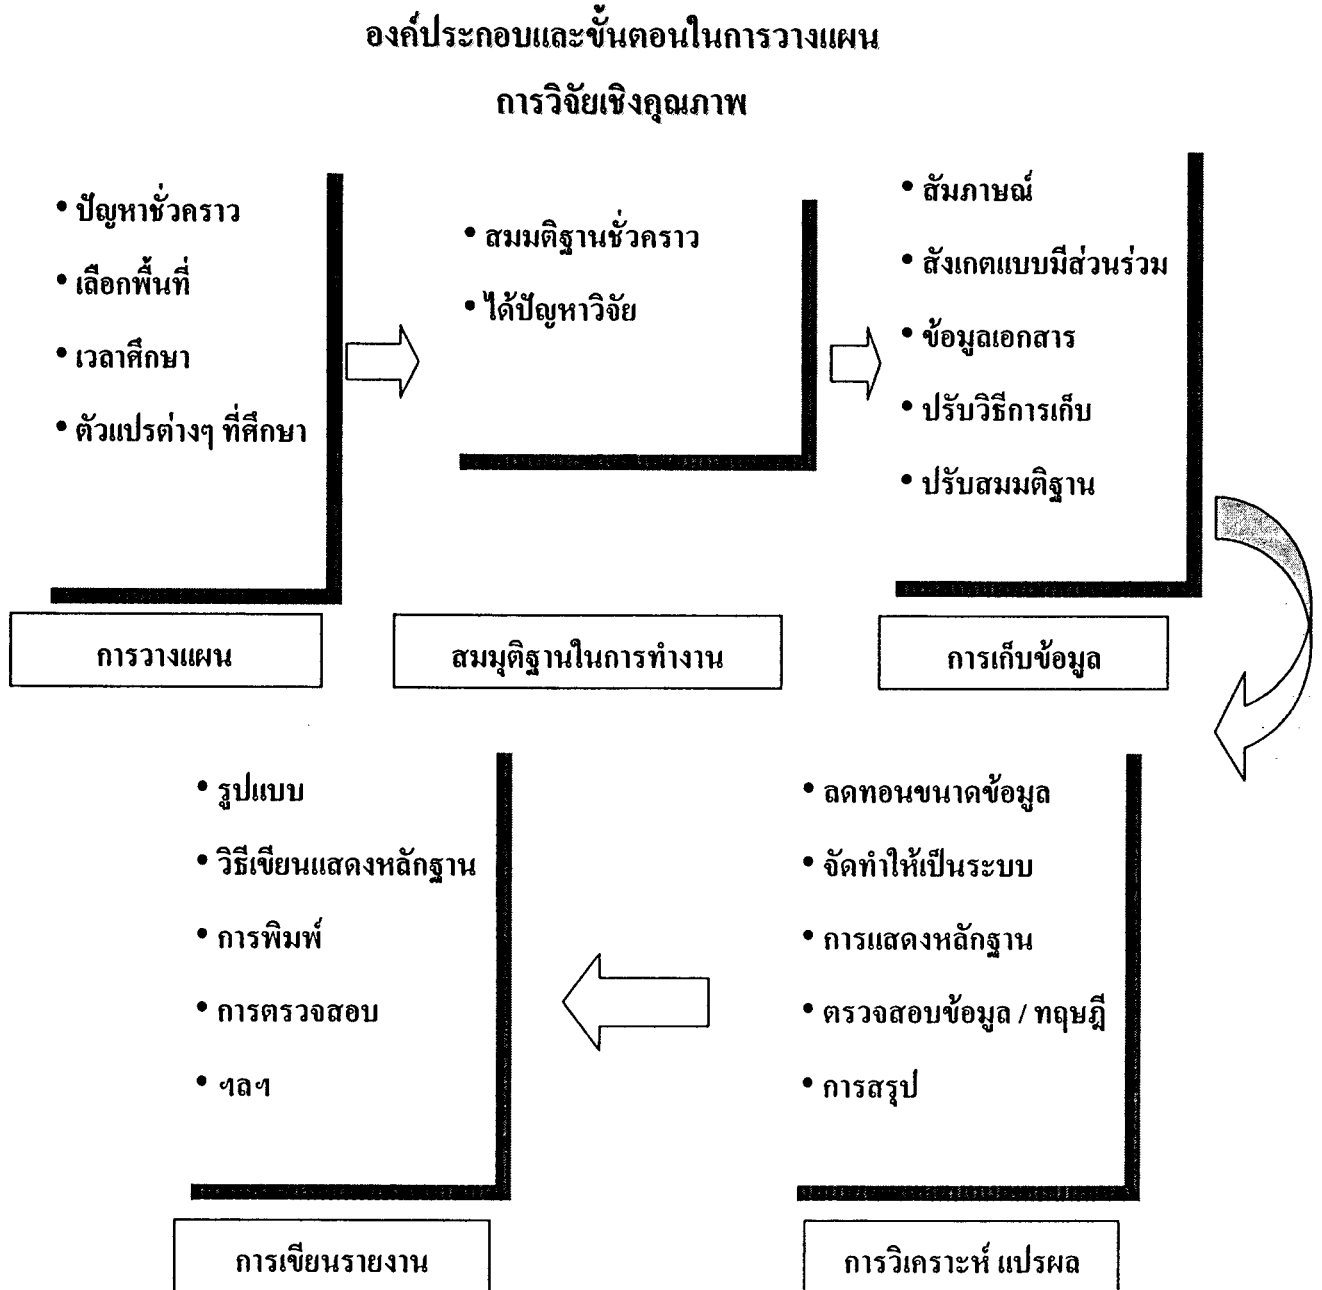 องค์ประกอบและขั้นตอนในการวางแผน
การวิจัยเชิงคุณภาพ
• ปัญหาชั่วคราว
• เลือกพื้นที่
• เวลาศึกษา
• ตัวแปรต่างๆ ที่ศึกษา
การวางแผน
• สมมติฐานชั่วคราว
• ได้ปัญหาวิจัย
สมมุติฐานในการทำงาน
• สัมภาษณ์
• สังเกตแบบมีส่วนร่วม
• ข้อมูลเอกสาร
• ปรับวิธีการเก็บ
• ปรับสมมติฐาน
การเก็บข้อมูล
• ลดทอนขนาดข้อมูล
• จัดทำให้เป็นระบบ
• การแสดงหลักฐาน
• ตรวจสอบข้อมูล / ทฤษฎี
• การสรุป
การวิเคราะห์ แปรผล
• รูปแบบ
• วิธีเขียนแสดงหลักฐาน
• การพิมพ์
• การตรวจสอบ
• ฯลฯ
การเขียนรายงาน